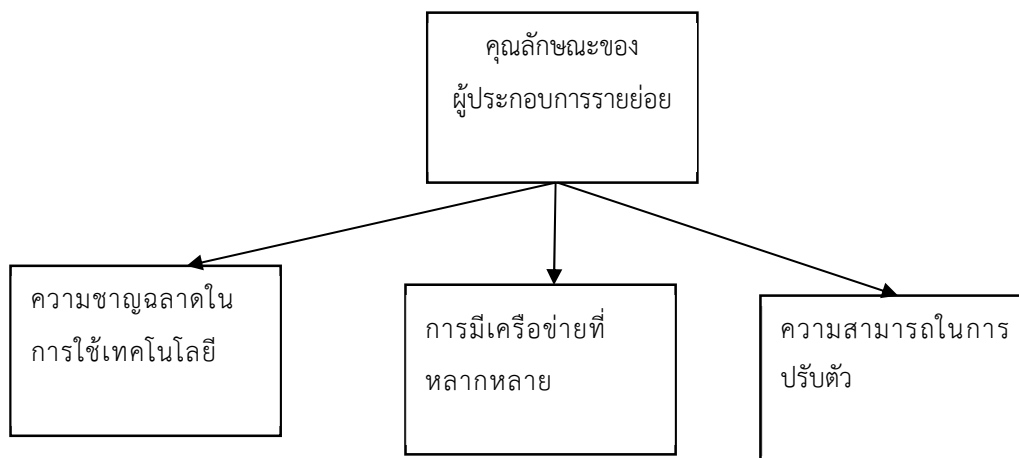 คุณลักษณะของ
ผู้ประกอบการรายย่อย
ความชาญฉลาดใน
การใช้เทคโนโลยี
การมีเครือข่ายที่
หลากหลาย
ความสามารถในการ
ปรับตัว